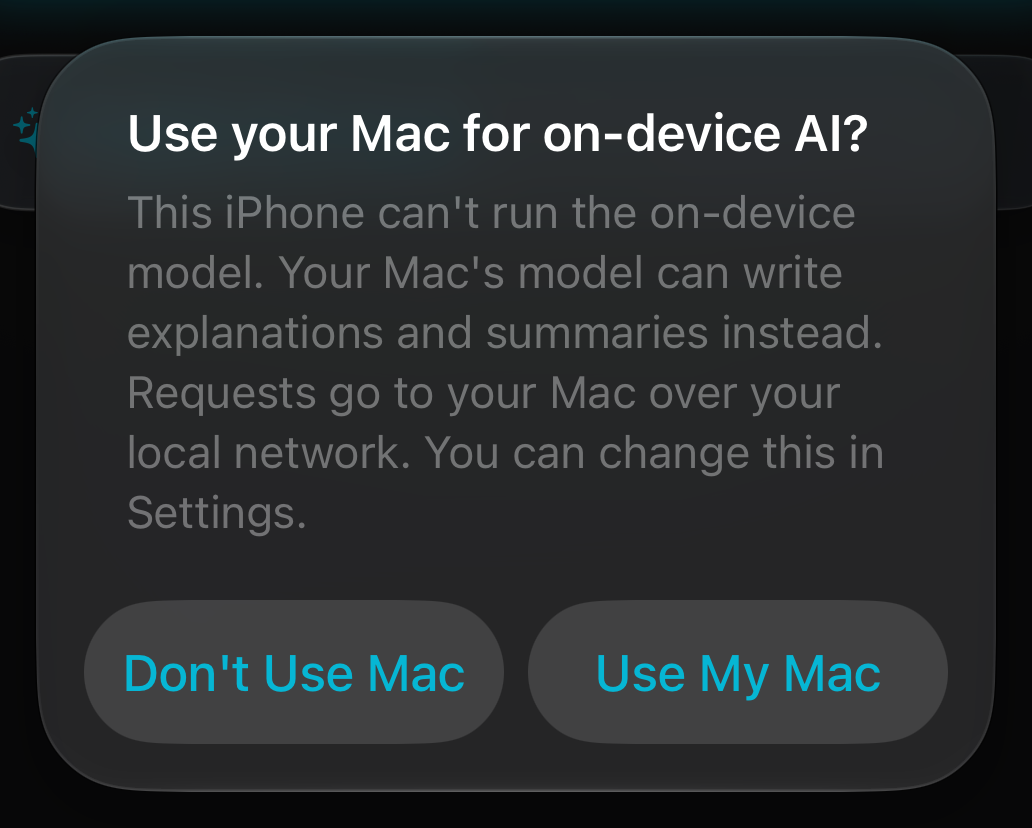 Use your Mac for on-device AI?
This iPhone can't run the on-device
model. Your Mac's model can write
explanations and summaries instead.
Requests go to your Mac over your
local network. You can change this in
Settings.
Don't Use Mac
Use My Mac